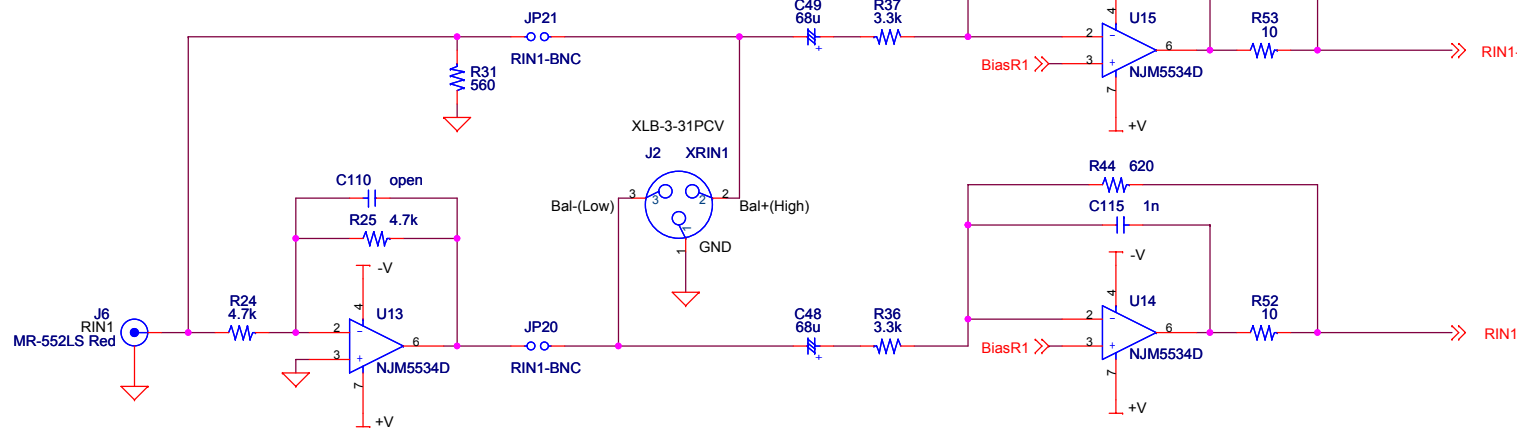 C49
68u
R37
3.3k
4
U15
R53
10
JP21
RIN1-BNC
2
-
6
BiasR1
3
+
NJM5534D
RIN1-
R31
560
7
+V
XLB-3-31PCV
J2 XRIN1
R44 620
C110 open
3
3
2
2
Bal-(Low)
Bal+(High)
C115 1n
R25 4.7k
1
GND
1
-V
-V
4
4
J6
RIN1
MR-552LS Red
R24
4.7k
U13
2
-
6
3
+
NJM5534D
JP20
RIN1-BNC
C48
68u
+
R36
3.3k
U14
R52
10
2
-
6
BiasR1
3
+
NJM5534D
RIN1
7
+V
7
+V